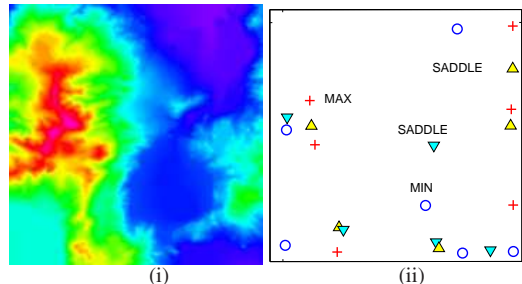 SADDLE
MAX
SADDLE
MIN
(i)
(ii)